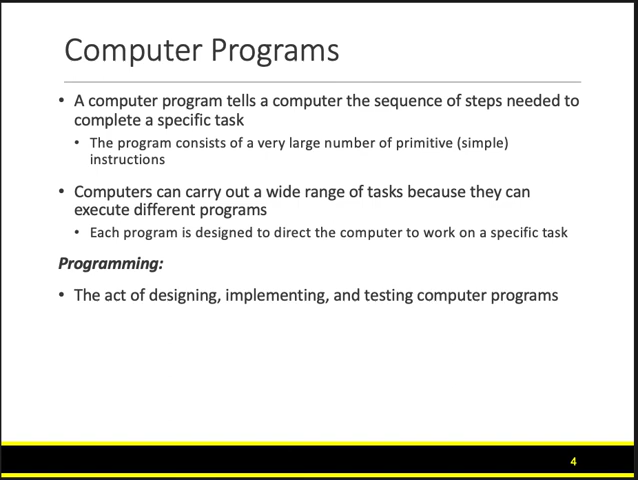 Computer Programs
• A computer program tells a computer the sequence of steps needed to
complete a specific task
• The program consists of a very large number of primitive (simple)
instructions
• Computers can carry out a wide range of tasks because they can
execute different programs
• Each program is designed to direct the computer to work on a specific task
Programming:
• The act of designing, implementing, and testing computer programs
4